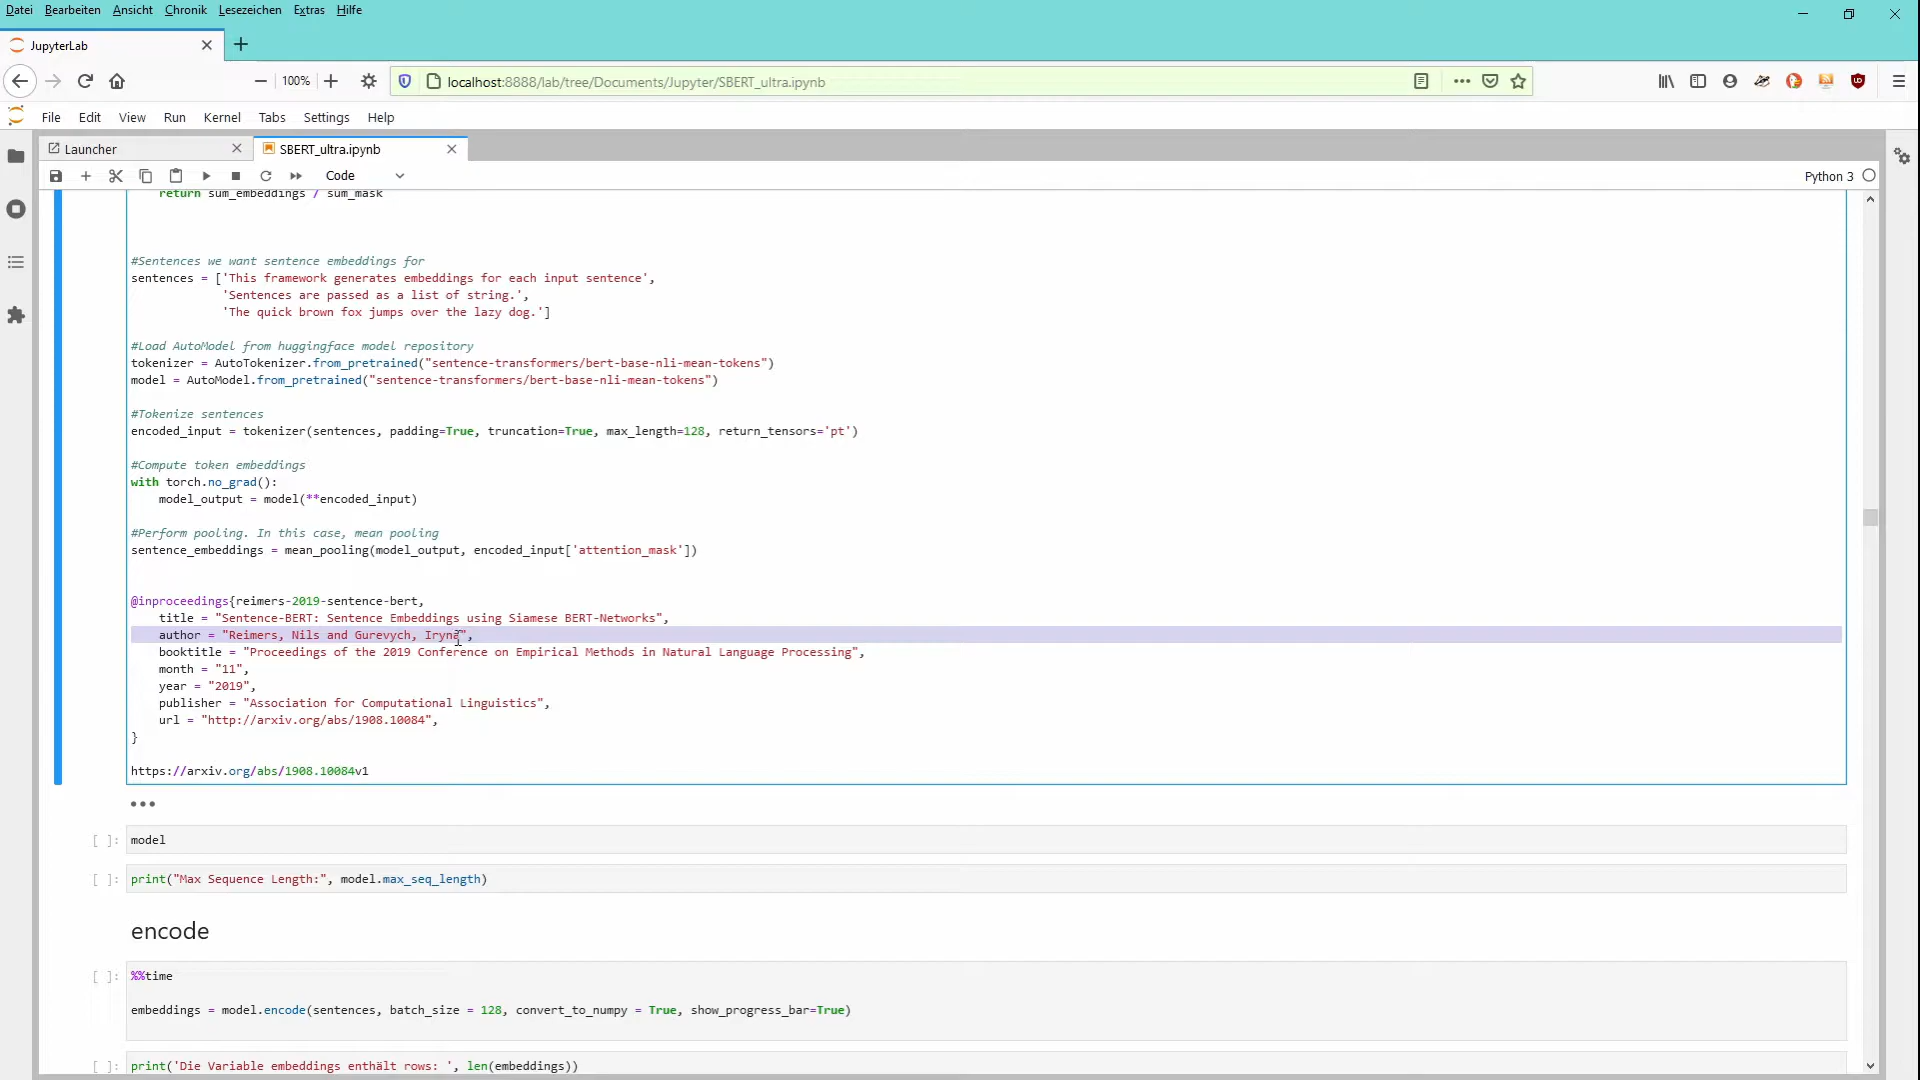 Datei Bearbeiten Ansicht Chronik Lesezeichen Extras Hilfe
JupyterLab
100%
localhost:8888/lab/tree/Documents/Jupyter/SBERT_ultra.ipynb
File Edit View Run Kernel Tabs Settings Help
Launcher
SBERT_ultra.ipynb
Code
Python 3
return sum_embeddings / sum_mask
#Sentences we want sentence embeddings for
sentences = ['This framework generates embeddings for each input sentence',
'Sentences are passed as a list of string.',
'The quick brown fox jumps over the lazy dog.']
#Load AutoModel from huggingface model repository
tokenizer = AutoTokenizer.from_pretrained("sentence-transformers/bert-base-nli-mean-tokens")
model = AutoModel.from_pretrained("sentence-transformers/bert-base-nli-mean-tokens")
#Tokenize sentences
encoded_input = tokenizer(sentences, padding=True, truncation=True, max_length=128, return_tensors='pt')
#Compute token embeddings
with torch.no_grad():
model_output = model(**encoded_input)
#Perform pooling. In this case, mean pooling
sentence_embeddings = mean_pooling(model_output, encoded_input['attention_mask'])
@inproceedings{reimers-2019-sentence-bert,
title = "Sentence-BERT: Sentence Embeddings using Siamese BERT-Networks",
author = "Reimers, Nils and Gurevych, Iryna",
booktitle = "Proceedings of the 2019 Conference on Empirical Methods in Natural Language Processing",
month = "11",
year = "2019",
publisher = "Association for Computational Linguistics",
url = "http://arxiv.org/abs/1908.10084",
}
https://arxiv.org/abs/1908.10084v1
[ ]: model
[ ]: print("Max Sequence Length:", model.max_seq_length)
encode
[ ]: %%time
embeddings = model.encode(sentences, batch_size = 128, convert_to_numpy = True, show_progress_bar=True)
[ ]: print('Die Variable embeddings enthält rows: ', len(embeddings))